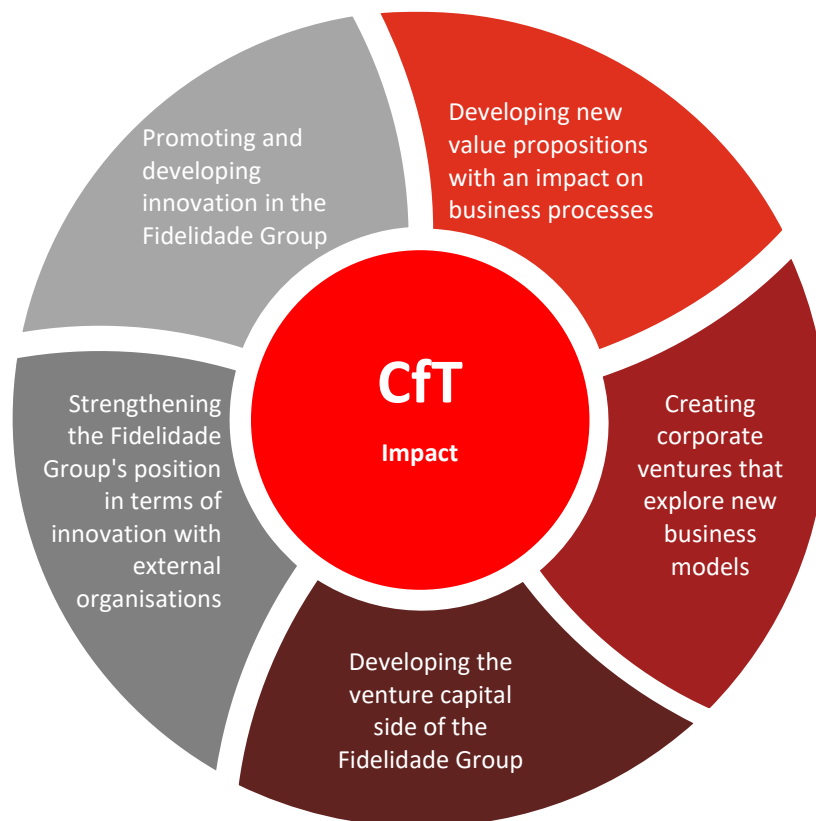 CfT
Impact
Developing new
value propositions
with an impact on
business processes
Creating
corporate
ventures that
explore new
business
models
Developing the
venture capital
side of the
Fidelidade Group
Strengthening
the Fidelidade
Group's position
in terms of
innovation with
external
organisations
Promoting and
developing
innovation in the
Fidelidade Group